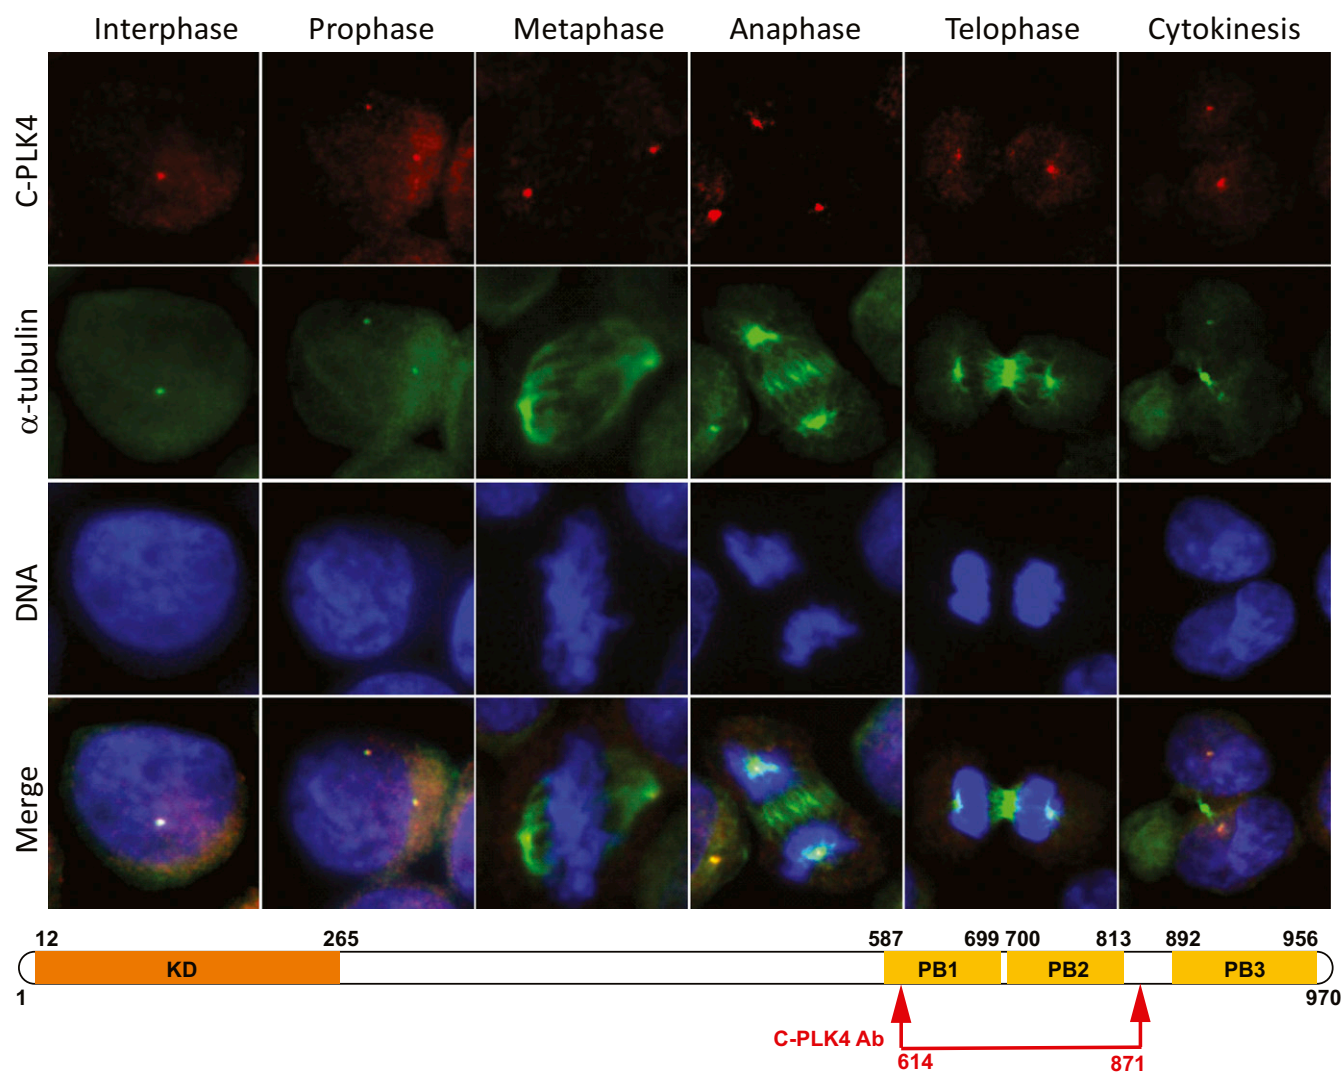 Interphase Prophase Metaphase Anaphase Telophase Cytokinesis
C-PLK4
α-tubulin
DNA
Merge
12 265 587 699 700 813 892 956
KD PB1 PB2 PB3
1 970
C-PLK4 Ab
614 871